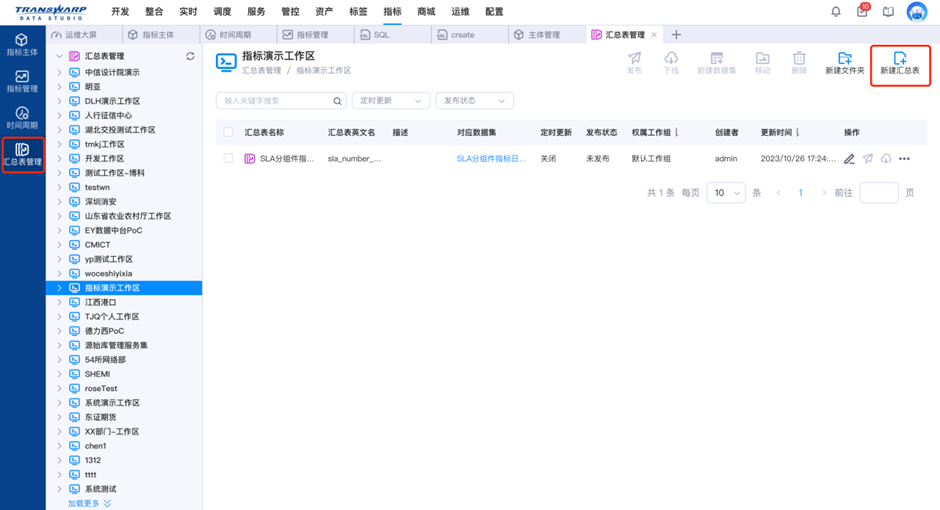 TRANSWARP
DATA STUDIO
开发 整合 实时 调度 服务 管控 资产 标签 指标 商城 运维 配置
10
运维大屏 指标主体 时间周期 指标管理 SQL create 主体管理 汇总表管理
指标主体
指标管理
时间周期
汇总表管理
汇总表管理
中信设计院演示
明亚
DLH演示工作区
人行征信中心
湖北交投测试工作区
tmkj工作区
开发工作区
测试工作区-博科
testwn
深圳消安
山东省农业农村厅工作区
EY数据中台PoC
CMICT
yp测试工作区
woceshiyixia
指标演示工作区
江西港口
TJQ个人工作区
德力西PoC
源始库管理服务集
54所网络部
SHEMI
roseTest
系统演示工作区
东证期货
XX部门-工作区
chen1
1312
tttt
系统测试
加载更多
指标演示工作区
汇总表管理 / 指标演示工作区
发布 下线 新建数据集 移动 删除 新建文件夹 新建汇总表
输入关键字搜索 定时更新 发布状态
汇总表名称 汇总表英文名 描述 对应数据集 定时更新 发布状态 权属工作组 创建者 更新时间 操作
SLA分组件指... sla_number_... SLA分组件指标日... 关闭 未发布 默认工作组 admin 2023/10/26 17:24:...
共 1 条 每页 10 条 1 前往 页